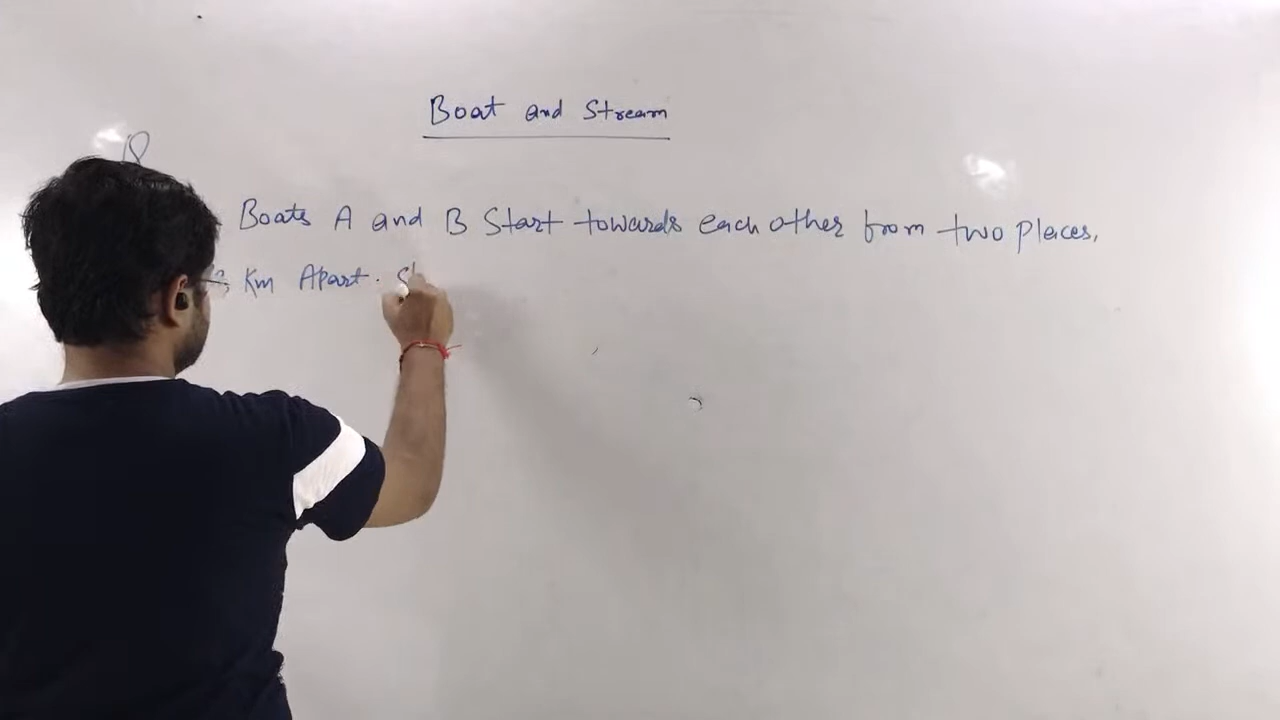 Boat and Stream
Boats A and B Start towards each other from two places,
Km Apart.